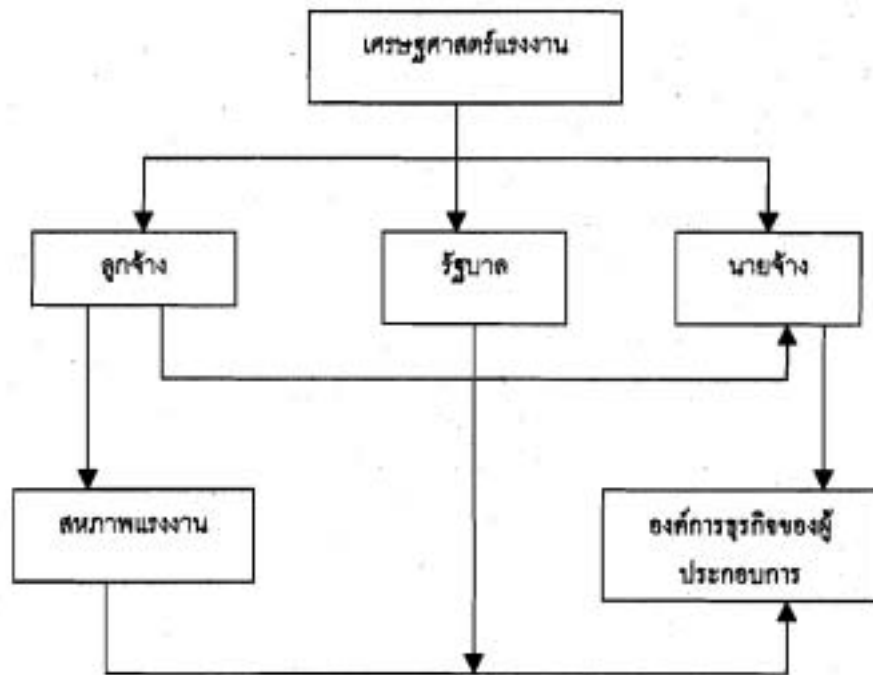 เศรษฐศาสตร์แรงงาน
ลูกจ้าง
รัฐบาล
นายจ้าง
สหภาพแรงงาน
องค์การธุรกิจของผู้
ประกอบการ